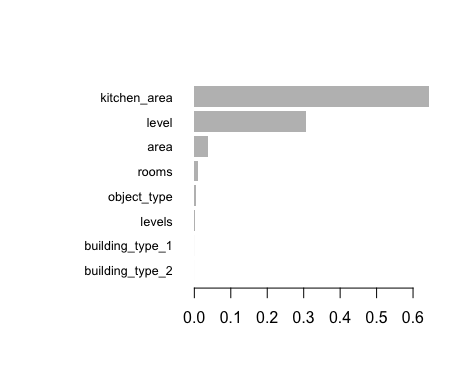 kitchen_area
level
area
rooms
object_type
levels
building_type_1
building_type_2
0.0 0.1 0.2 0.3 0.4 0.5 0.6